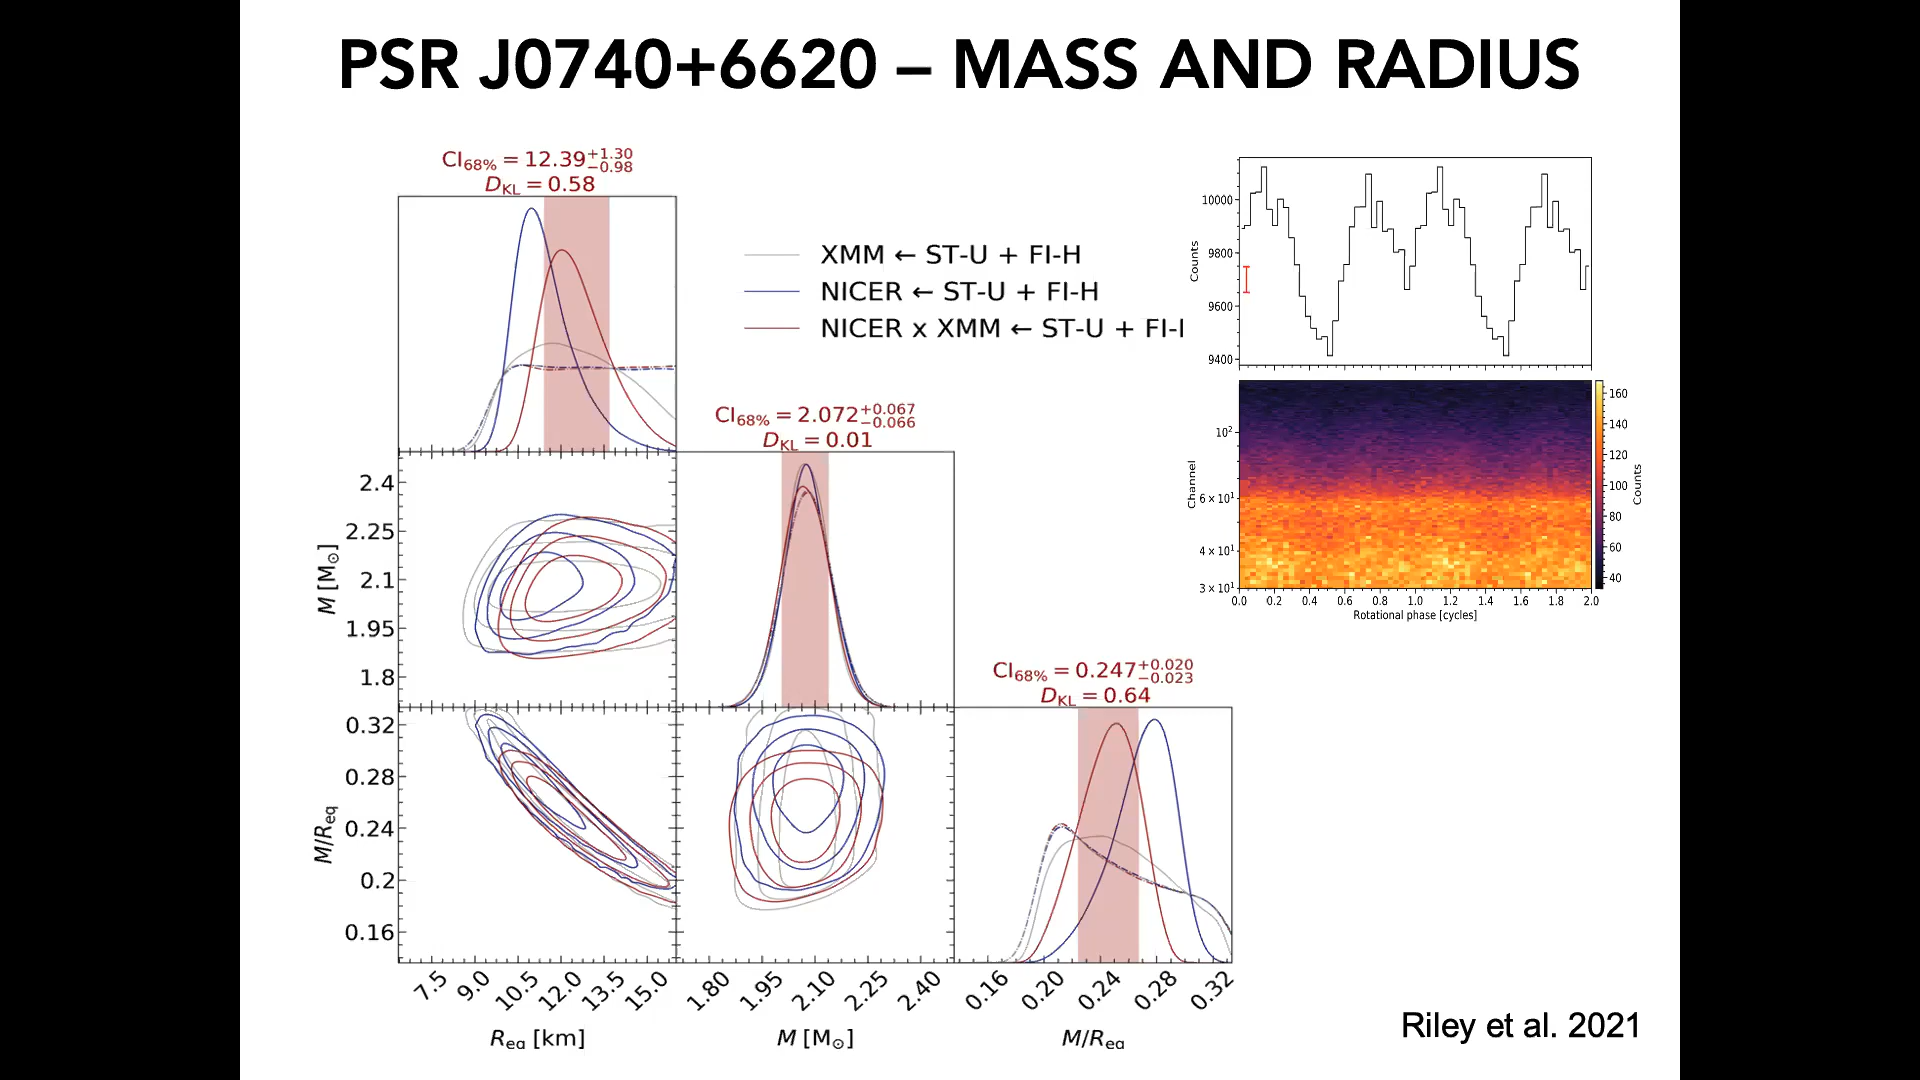 PSR J0740+6620 – MASS AND RADIUS
CI68% = 12.39+1.30 −0.98
DKL = 0.58
XMM ← ST-U + FI-H
NICER ← ST-U + FI-H
NICER x XMM ← ST-U + FI-I
CI68% = 2.072+0.067 −0.066
DKL = 0.01
CI68% = 0.247+0.020 −0.023
DKL = 0.64
M [M⊙]
2.4
2.25
2.1
1.95
1.8
M/Req
0.32
0.28
0.24
0.2
0.16
7.5 9.0 10.5 12.0 13.5 15.0
Req [km]
1.80 1.95 2.10 2.25 2.40
M [M⊙]
0.16 0.20 0.24 0.28 0.32
M/Req
Counts
10000
9800
9600
9400
Channel
10²
6 × 10¹
4 × 10¹
3 × 10¹
0.0 0.2 0.4 0.6 0.8 1.0 1.2 1.4 1.6 1.8 2.0
Rotational phase [cycles]
160
140
120
100
80
60
40
Counts
Riley et al. 2021